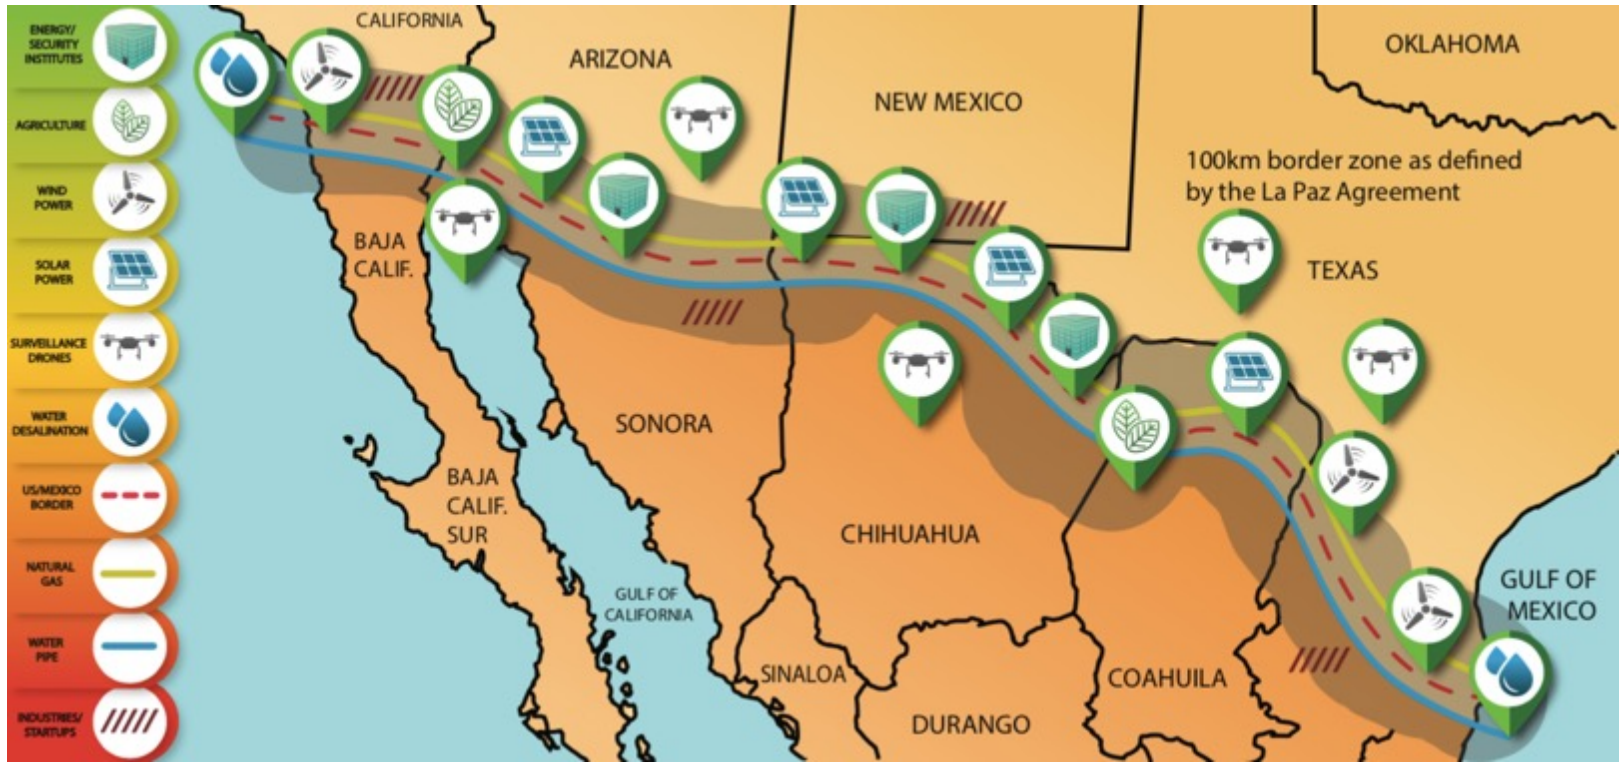 ENERGY/
SECURITY
INSTITUTES
AGRICULTURE
WIND
POWER
SOLAR
POWER
SURVEILLANCE
DRONES
WATER
DESALINATION
US/MEXICO
BORDER
NATURAL
GAS
WATER
PIPE
INDUSTRIES/
STARTUPS
CALIFORNIA
ARIZONA
NEW MEXICO
OKLAHOMA
100km border zone as defined
by the La Paz Agreement
TEXAS
BAJA
CALIF.
SONORA
BAJA
CALIF.
SUR
CHIHUAHUA
GULF OF
CALIFORNIA
GULF OF
MEXICO
SINALOA
COAHUILA
DURANGO